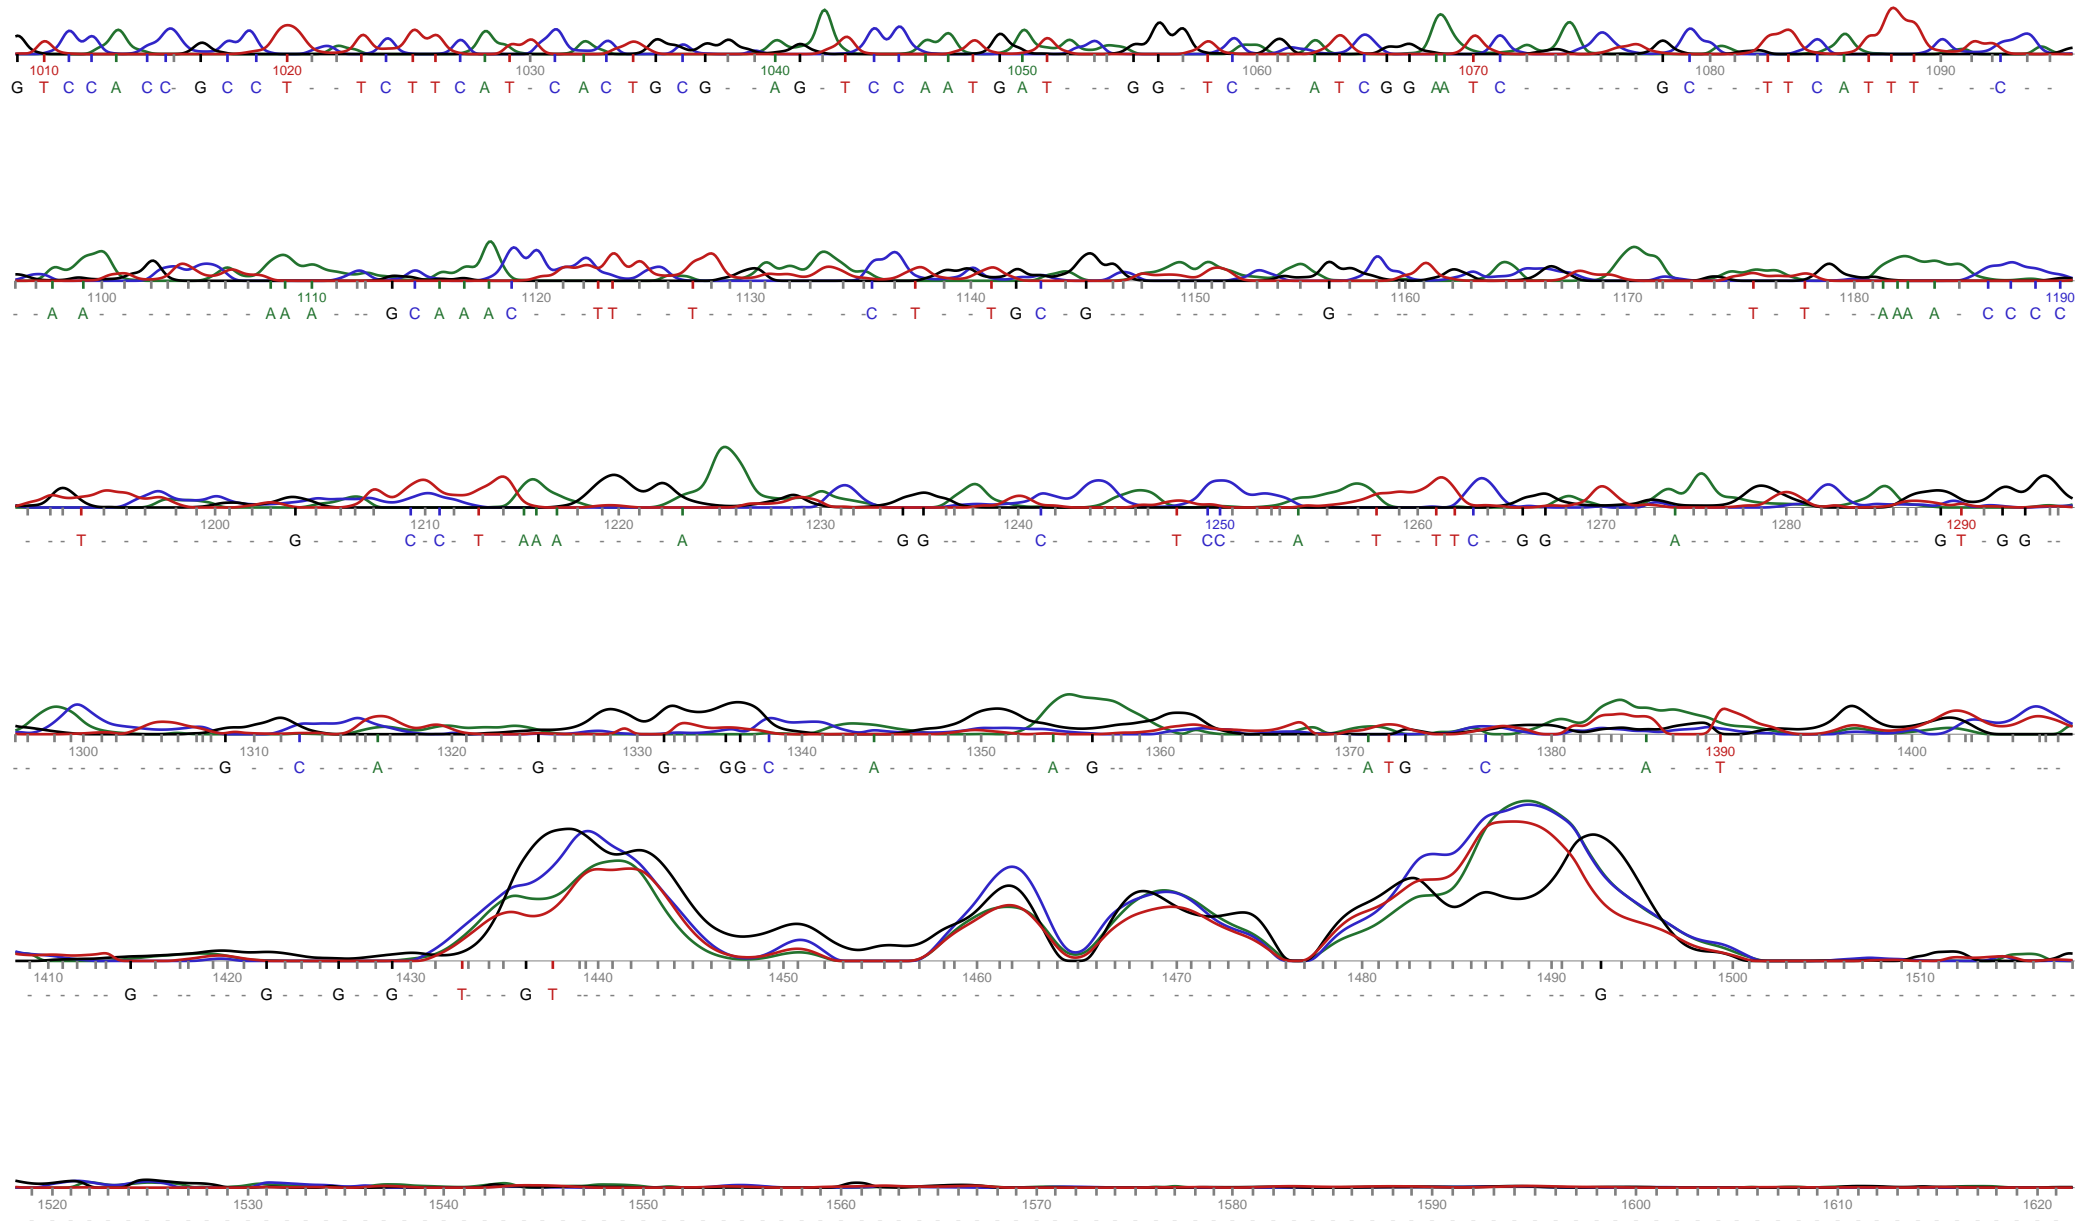 1010 1020 1030 1040 1050 1060 1070 1080 1090
G T C C A C C - G C C T - - T C T T C A T - C A C T G C G - - A G - T C C A A T G A T - - - G G - T C - - - A T C G G A A T C - - - - - G C - - - T T C A T T T - - - C - -
1100 1110 1120 1130 1140 1150 1160 1170 1180 1190
- - A A - - - - - - - - A A A - - - G C A A A C - - - - T T - - - T - - - - - - - - C - T - - - T G C - G - - - - - - - - - - - G - - - - - - - - - - - - - - - - - - T - T - - - - A A A A - C C C C
1200 1210 1220 1230 1240 1250 1260 1270 1280 1290
- - - T - - - - - - - - - G - - - - C - C - T A A A - - - - - A - - - - - - - - - G G - - - - - C - - - - - - T C C - - - - A - - - T - - T T C - - G G - - - - - - A - - - - - - - - - - - - - G T - G G - -
1300 1310 1320 1330 1340 1350 1360 1370 1380 1390 1400
- - - - - - - - - - - - - G - - C - - - A - - - - - - - G - - - - - G - - - G G - C - - - - A - - - - - - - - A - G - - - - - - - - - - - - A T G - - - C - - - - - - - - A - - - T - - - - - - - - - - - - - - - - -
1410 1420 1430 1440 1450 1460 1470 1480 1490 1500 1510
- - - - - - G - - - - - - G - - - G - - G - - - T - - - G T - - - - - - - - - - - - - - - - - - - - - - - - - - - - - - - - - - - - - - - - - - - - - - - - - G - - - - - - - - - - - - - - - - - - - - - - - -
1520 1530 1540 1550 1560 1570 1580 1590 1600 1610 1620